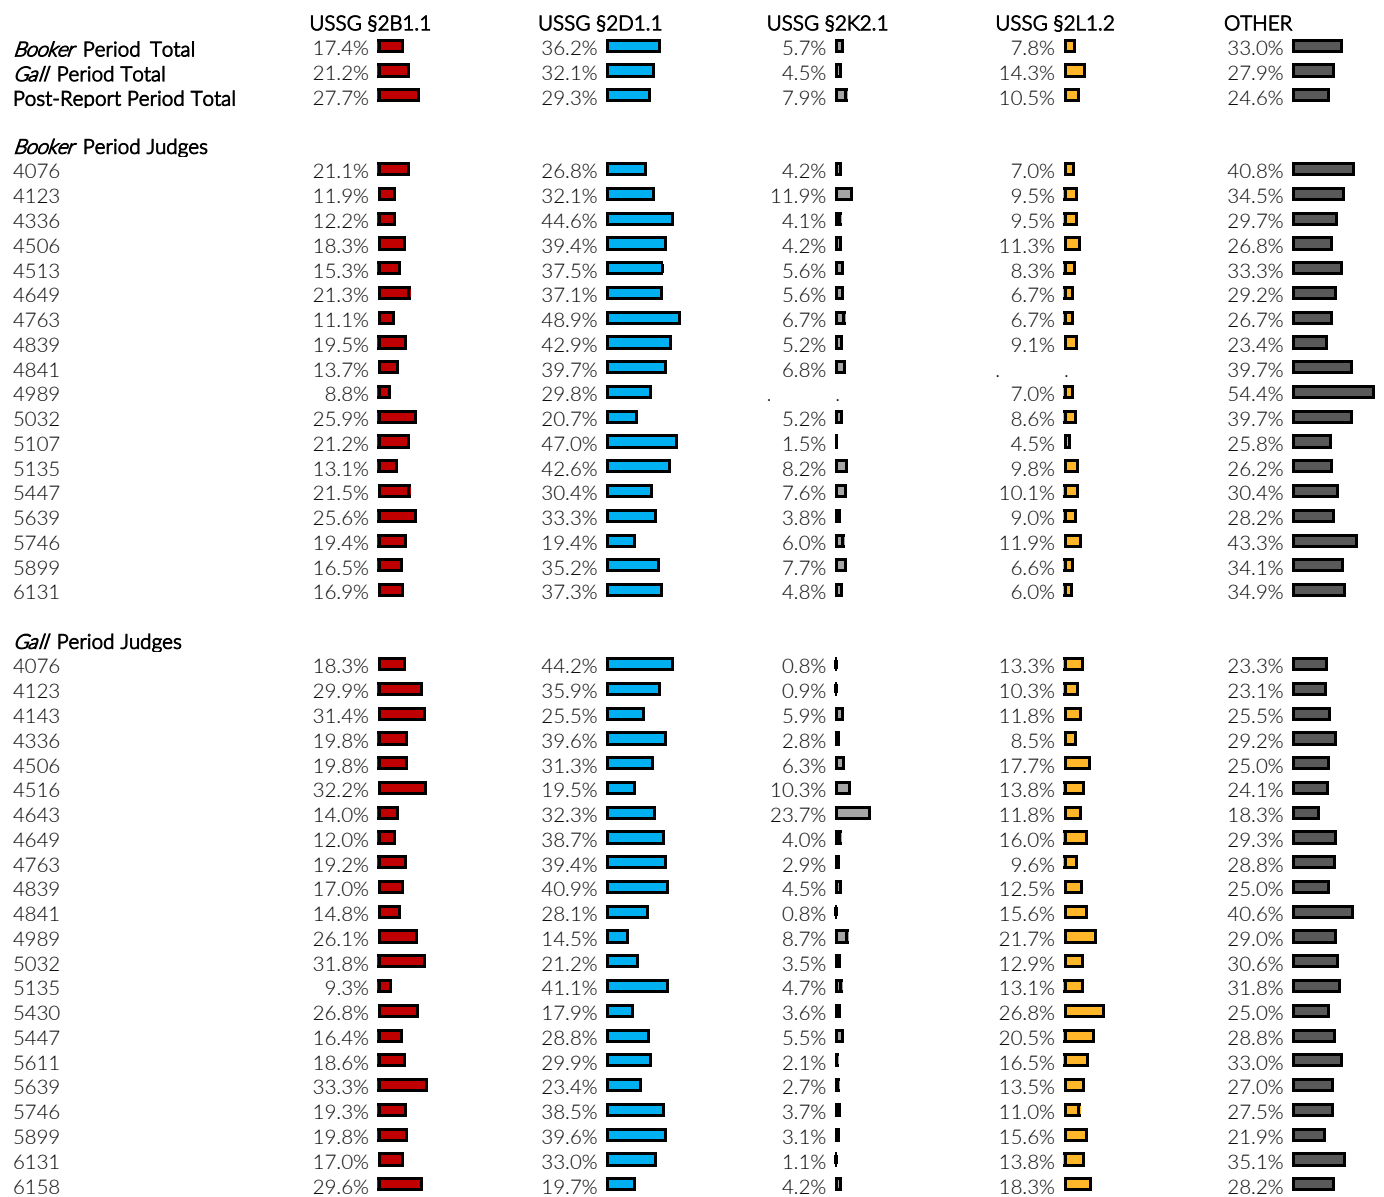 USSG §2B1.1 USSG §2D1.1 USSG §2K2.1 USSG §2L1.2 OTHER
Booker Period Total 17.4% 36.2% 5.7% 7.8% 33.0%
Gall Period Total 21.2% 32.1% 4.5% 14.3% 27.9%
Post-Report Period Total 27.7% 29.3% 7.9% 10.5% 24.6%
Booker Period Judges
4076 21.1% 26.8% 4.2% 7.0% 40.8%
4123 11.9% 32.1% 11.9% 9.5% 34.5%
4336 12.2% 44.6% 4.1% 9.5% 29.7%
4506 18.3% 39.4% 4.2% 11.3% 26.8%
4513 15.3% 37.5% 5.6% 8.3% 33.3%
4649 21.3% 37.1% 5.6% 6.7% 29.2%
4763 11.1% 48.9% 6.7% 6.7% 26.7%
4839 19.5% 42.9% 5.2% 9.1% 23.4%
4841 13.7% 39.7% 6.8% . . 39.7%
4989 8.8% 29.8% . . 7.0% 54.4%
5032 25.9% 20.7% 5.2% 8.6% 39.7%
5107 21.2% 47.0% 1.5% 4.5% 25.8%
5135 13.1% 42.6% 8.2% 9.8% 26.2%
5447 21.5% 30.4% 7.6% 10.1% 30.4%
5639 25.6% 33.3% 3.8% 9.0% 28.2%
5746 19.4% 19.4% 6.0% 11.9% 43.3%
5899 16.5% 35.2% 7.7% 6.6% 34.1%
6131 16.9% 37.3% 4.8% 6.0% 34.9%
Gall Period Judges
4076 18.3% 44.2% 0.8% 13.3% 23.3%
4123 29.9% 35.9% 0.9% 10.3% 23.1%
4143 31.4% 25.5% 5.9% 11.8% 25.5%
4336 19.8% 39.6% 2.8% 8.5% 29.2%
4506 19.8% 31.3% 6.3% 17.7% 25.0%
4516 32.2% 19.5% 10.3% 13.8% 24.1%
4643 14.0% 32.3% 23.7% 11.8% 18.3%
4649 12.0% 38.7% 4.0% 16.0% 29.3%
4763 19.2% 39.4% 2.9% 9.6% 28.8%
4839 17.0% 40.9% 4.5% 12.5% 25.0%
4841 14.8% 28.1% 0.8% 15.6% 40.6%
4989 26.1% 14.5% 8.7% 21.7% 29.0%
5032 31.8% 21.2% 3.5% 12.9% 30.6%
5135 9.3% 41.1% 4.7% 13.1% 31.8%
5430 26.8% 17.9% 3.6% 26.8% 25.0%
5447 16.4% 28.8% 5.5% 20.5% 28.8%
5611 18.6% 29.9% 2.1% 16.5% 33.0%
5639 33.3% 23.4% 2.7% 13.5% 27.0%
5746 19.3% 38.5% 3.7% 11.0% 27.5%
5899 19.8% 39.6% 3.1% 15.6% 21.9%
6131 17.0% 33.0% 1.1% 13.8% 35.1%
6158 29.6% 19.7% 4.2% 18.3% 28.2%